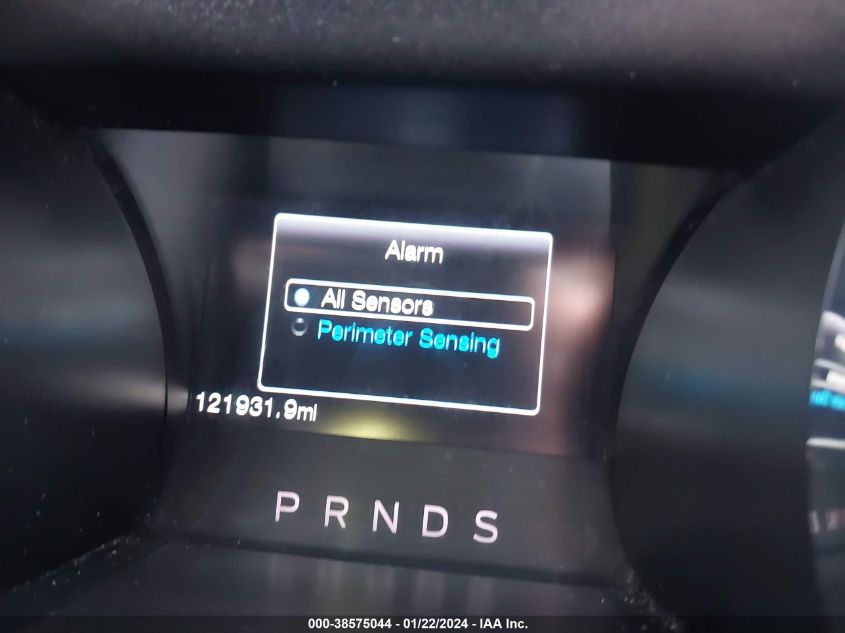 Alarm
All Sensors
Perimeter Sensing
121931.9mi
P R N D S
000-38575044 - 01/22/2024 - IAA Inc.